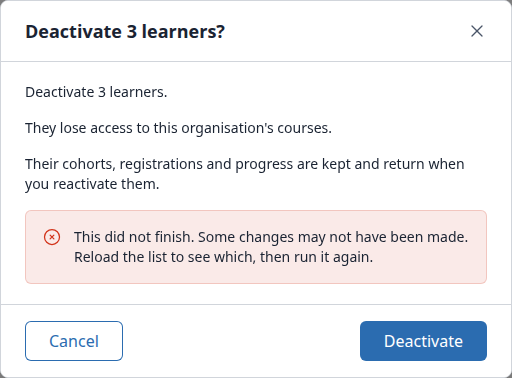 Deactivate 3 learners?
Deactivate 3 learners.
They lose access to this organisation's courses.
Their cohorts, registrations and progress are kept and return when
you reactivate them.
This did not finish. Some changes may not have been made.
Reload the list to see which, then run it again.
Cancel
Deactivate